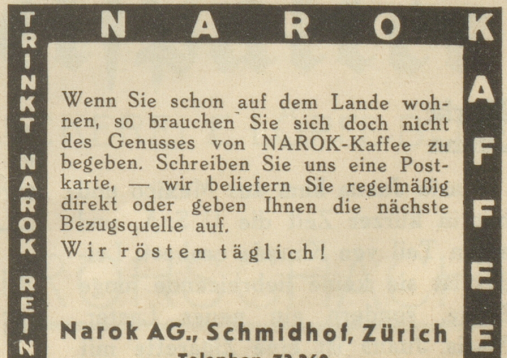 NAROK
KAFFEE
TRINKT NAROK REIN
Wenn Sie schon auf dem Lande woh-
nen, so brauchen Sie sich doch nicht
des Genusses von NAROK-Kaffee zu
begeben. Schreiben Sie uns eine Post-
karte, — wir beliefern Sie regelmäßig
direkt oder geben Ihnen die nächste
Bezugsquelle auf.
Wir rösten täglich!
Narok AG., Schmidhof, Zürich